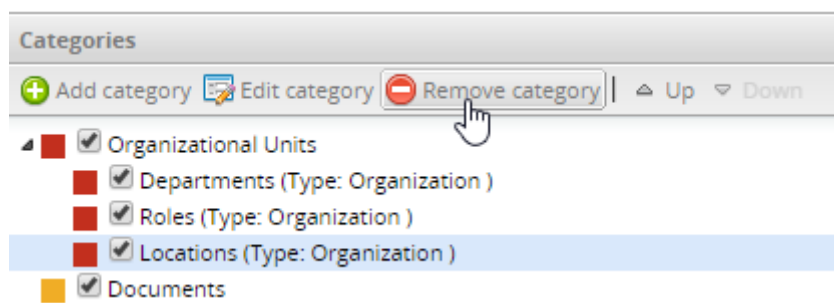 Categories
Add category Edit category Remove category Up Down
Organizational Units
Departments (Type: Organization )
Roles (Type: Organization )
Locations (Type: Organization )
Documents